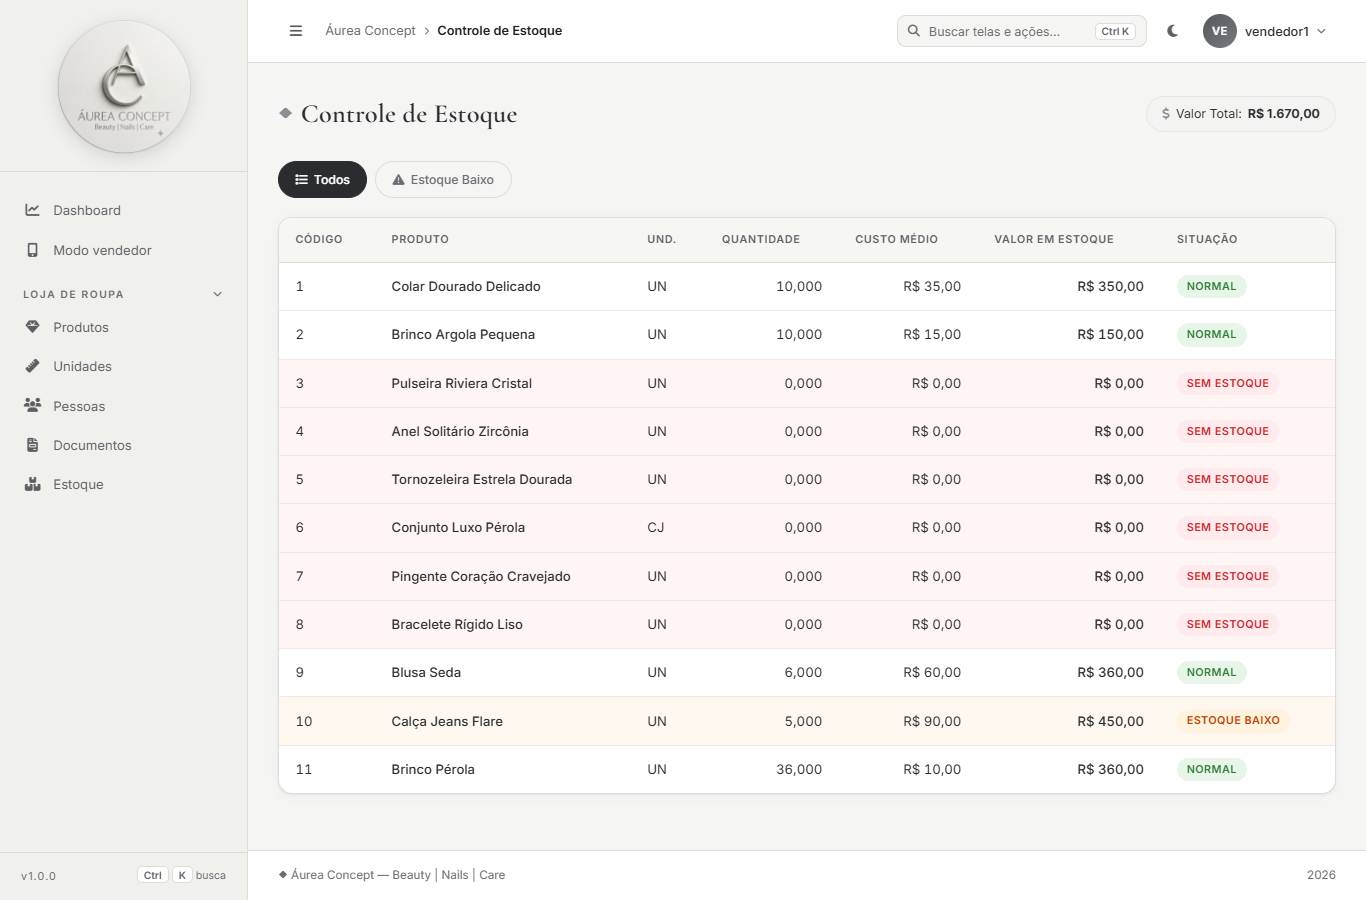 ÁUREA CONCEPT
Beauty | Nails | Care
Áurea Concept › Controle de Estoque
Buscar telas e ações... Ctrl K
VE vendedor1
Dashboard
Modo vendedor
LOJA DE ROUPA
Produtos
Unidades
Pessoas
Documentos
Estoque
v1.0.0 Ctrl K busca
Controle de Estoque
$ Valor Total: R$ 1.670,00
Todos Estoque Baixo
CÓDIGO PRODUTO UND. QUANTIDADE CUSTO MÉDIO VALOR EM ESTOQUE SITUAÇÃO
1 Colar Dourado Delicado UN 10,000 R$ 35,00 R$ 350,00 NORMAL
2 Brinco Argola Pequena UN 10,000 R$ 15,00 R$ 150,00 NORMAL
3 Pulseira Riviera Cristal UN 0,000 R$ 0,00 R$ 0,00 SEM ESTOQUE
4 Anel Solitário Zircônia UN 0,000 R$ 0,00 R$ 0,00 SEM ESTOQUE
5 Tornozeleira Estrela Dourada UN 0,000 R$ 0,00 R$ 0,00 SEM ESTOQUE
6 Conjunto Luxo Pérola CJ 0,000 R$ 0,00 R$ 0,00 SEM ESTOQUE
7 Pingente Coração Cravejado UN 0,000 R$ 0,00 R$ 0,00 SEM ESTOQUE
8 Bracelete Rígido Liso UN 0,000 R$ 0,00 R$ 0,00 SEM ESTOQUE
9 Blusa Seda UN 6,000 R$ 60,00 R$ 360,00 NORMAL
10 Calça Jeans Flare UN 5,000 R$ 90,00 R$ 450,00 ESTOQUE BAIXO
11 Brinco Pérola UN 36,000 R$ 10,00 R$ 360,00 NORMAL
◆ Áurea Concept — Beauty | Nails | Care 2026